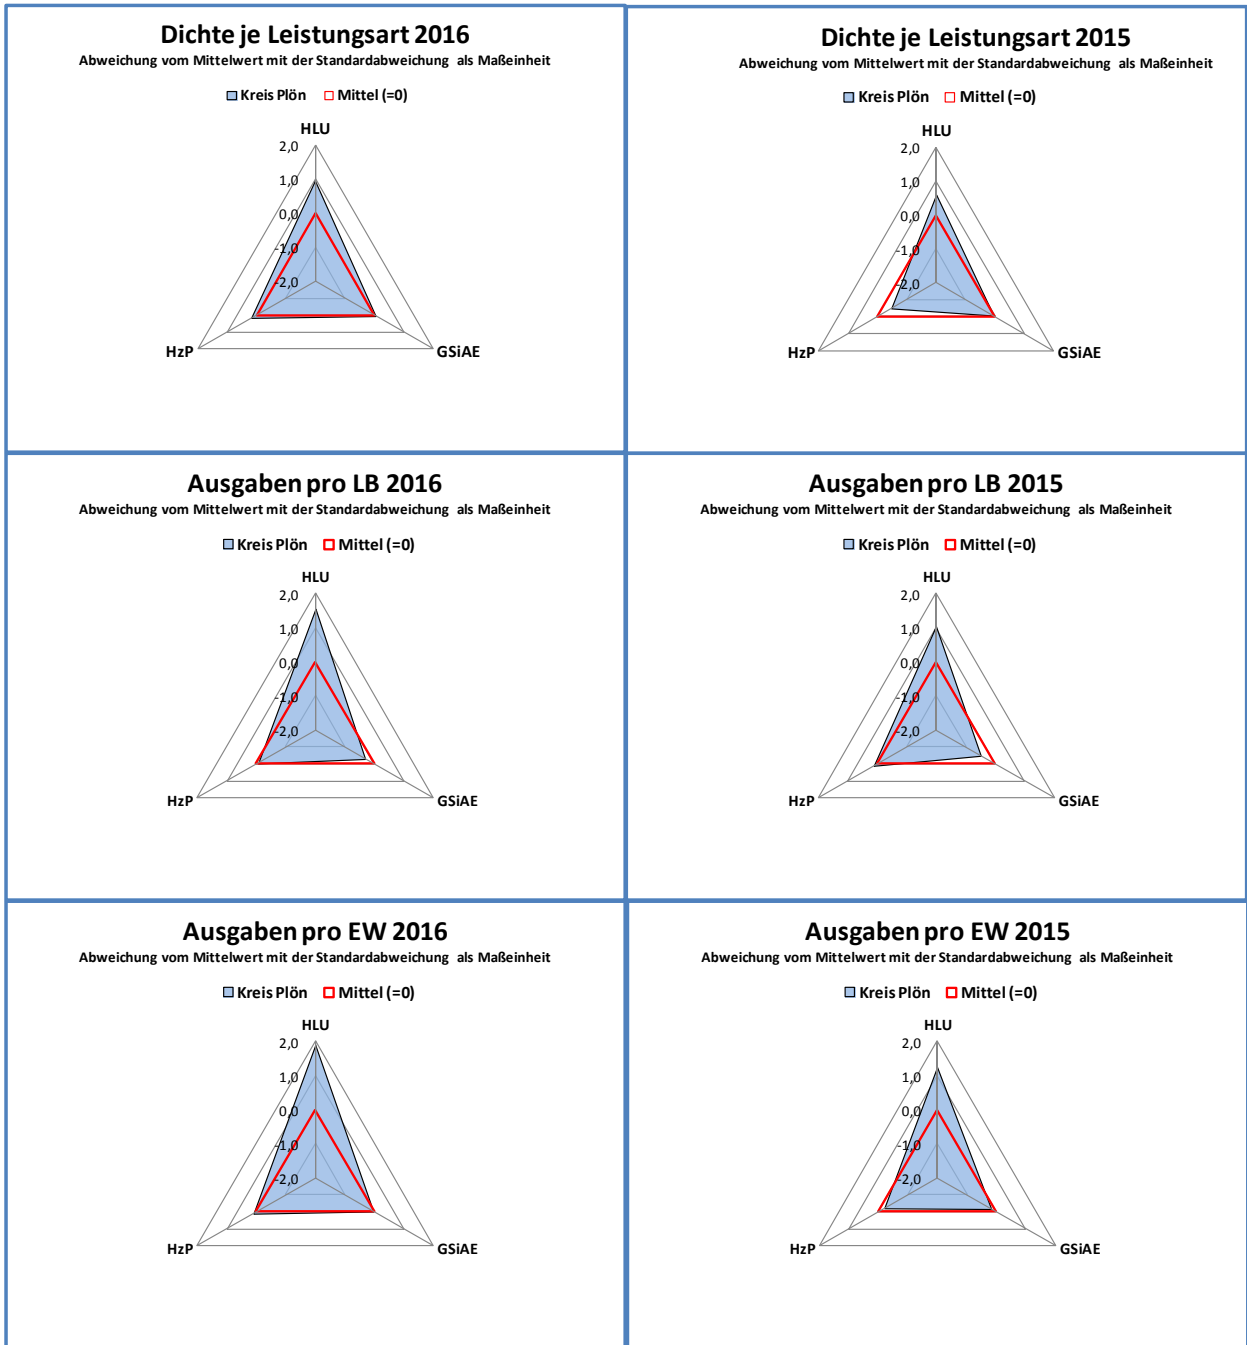 Dichte je Leistungsart 2016
Abweichung vom Mittelwert mit der Standardabweichung als Maßeinheit
Kreis Plön Mittel (=0)
HLU
2,0
1,0
0,0
-1,0
-2,0
HzP
GSiAE
Dichte je Leistungsart 2015
Abweichung vom Mittelwert mit der Standardabweichung als Maßeinheit
Kreis Plön Mittel (=0)
HLU
2,0
1,0
0,0
-1,0
-2,0
HzP
GSiAE
Ausgaben pro LB 2016
Abweichung vom Mittelwert mit der Standardabweichung als Maßeinheit
Kreis Plön Mittel (=0)
HLU
2,0
1,0
0,0
-1,0
-2,0
HzP
GSiAE
Ausgaben pro LB 2015
Abweichung vom Mittelwert mit der Standardabweichung als Maßeinheit
Kreis Plön Mittel (=0)
HLU
2,0
1,0
0,0
-1,0
-2,0
HzP
GSiAE
Ausgaben pro EW 2016
Abweichung vom Mittelwert mit der Standardabweichung als Maßeinheit
Kreis Plön Mittel (=0)
HLU
2,0
1,0
0,0
-1,0
-2,0
HzP
GSiAE
Ausgaben pro EW 2015
Abweichung vom Mittelwert mit der Standardabweichung als Maßeinheit
Kreis Plön Mittel (=0)
HLU
2,0
1,0
0,0
-1,0
-2,0
HzP
GSiAE